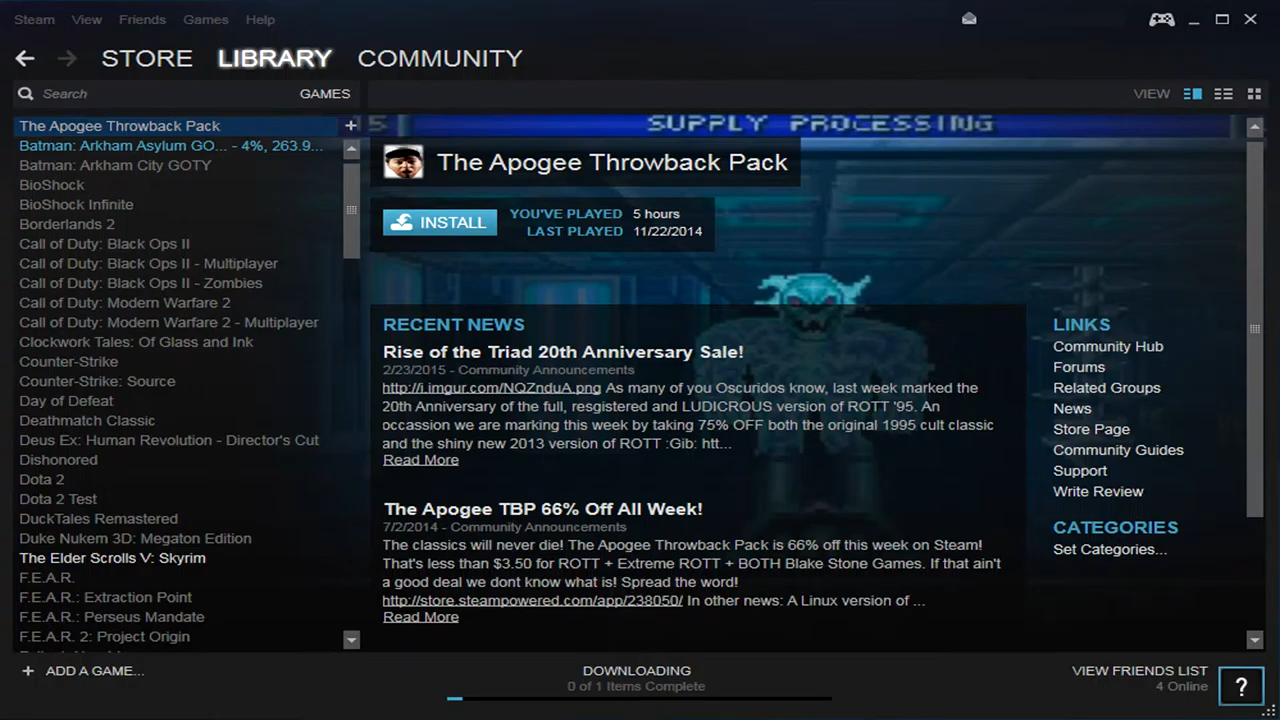 Steam View Friends Games Help
STORE LIBRARY COMMUNITY
Search GAMES VIEW
The Apogee Throwback Pack
Batman: Arkham Asylum GO... - 4%, 263.9...
Batman: Arkham City GOTY
BioShock
BioShock Infinite
Borderlands 2
Call of Duty: Black Ops II
Call of Duty: Black Ops II - Multiplayer
Call of Duty: Black Ops II - Zombies
Call of Duty: Modern Warfare 2
Call of Duty: Modern Warfare 2 - Multiplayer
Clockwork Tales: Of Glass and Ink
Counter-Strike
Counter-Strike: Source
Day of Defeat
Deathmatch Classic
Deus Ex: Human Revolution - Director's Cut
Dishonored
Dota 2
Dota 2 Test
DuckTales Remastered
Duke Nukem 3D: Megaton Edition
The Elder Scrolls V: Skyrim
F.E.A.R.
F.E.A.R.: Extraction Point
F.E.A.R.: Perseus Mandate
F.E.A.R. 2: Project Origin
+ ADD A GAME...
5 SUPPLY PROCESSING
The Apogee Throwback Pack
INSTALL
YOU'VE PLAYED 5 hours
LAST PLAYED 11/22/2014
RECENT NEWS
Rise of the Triad 20th Anniversary Sale!
2/23/2015 - Community Announcements
http://i.imgur.com/NQZnduA.png As many of you Oscuridos know, last week marked the
20th Anniversary of the full, resgistered and LUDICROUS version of ROTT '95. An
occassion we are marking this week by taking 75% OFF both the original 1995 cult classic
and the shiny new 2013 version of ROTT :Gib: htt...
Read More
The Apogee TBP 66% Off All Week!
7/2/2014 - Community Announcements
The classics will never die! The Apogee Throwback Pack is 66% off this week on Steam!
That's less than $3.50 for ROTT + Extreme ROTT + BOTH Blake Stone Games. If that ain't
a good deal we dont know what is! Spread the word!
http://store.steampowered.com/app/238050/ In other news: A Linux version of ...
Read More
LINKS
Community Hub
Forums
Related Groups
News
Store Page
Community Guides
Support
Write Review
CATEGORIES
Set Categories...
DOWNLOADING
0 of 1 Items Complete
VIEW FRIENDS LIST
4 Online
?